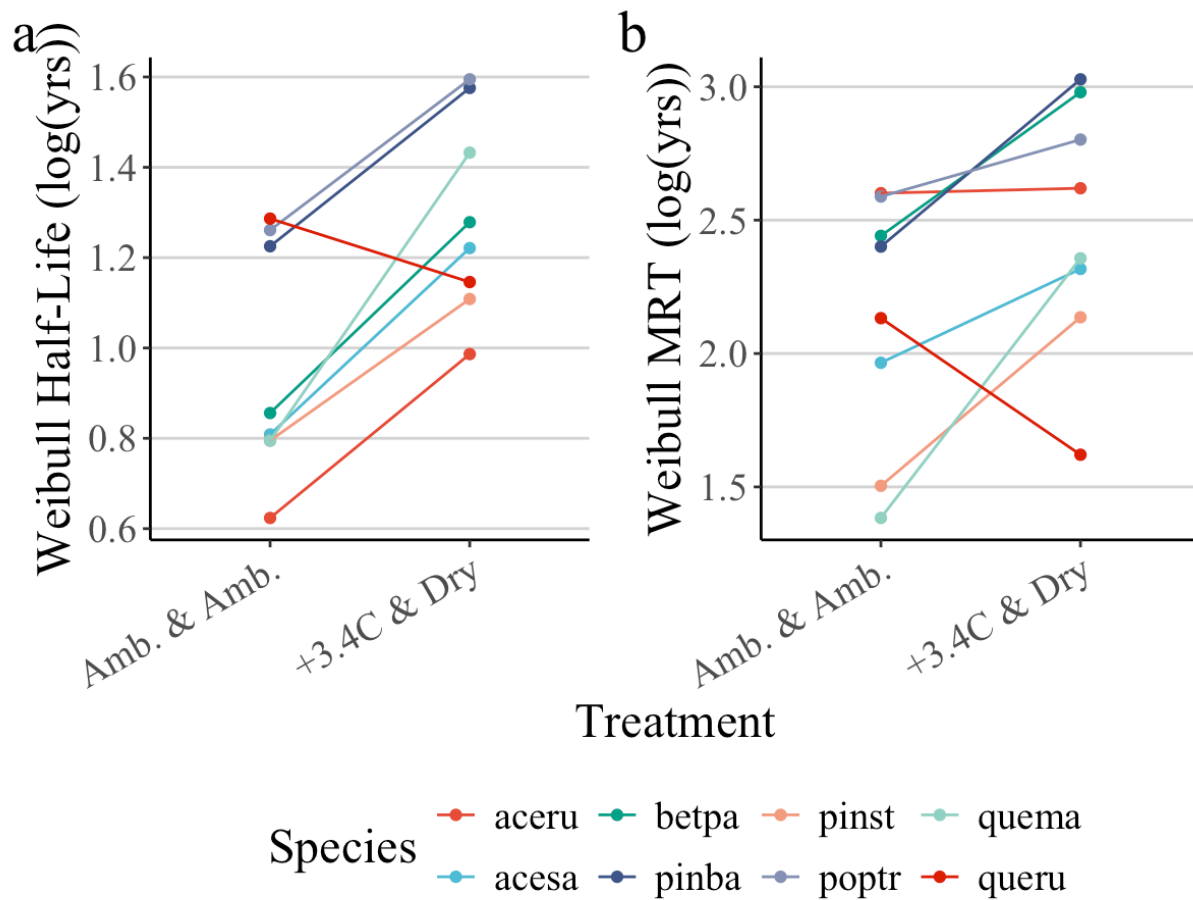 a
b
Weibull Half-Life (log(yrs))
1.6
1.4
1.2
1.0
0.8
0.6
Amb. & Amb.
+3.4C & Dry
Weibull MRT (log(yrs))
3.0
2.5
2.0
1.5
Amb. & Amb.
+3.4C & Dry
Treatment
Species
aceru betpa pinst quema
acesa pinba poptr queru